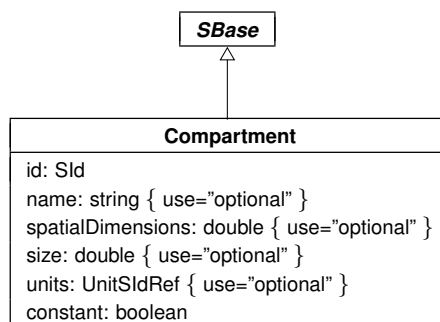 SBase
Compartment
id: SId
name: string { use="optional" }
spatialDimensions: double { use="optional" }
size: double { use="optional" }
units: UnitSIdRef { use="optional" }
constant: boolean